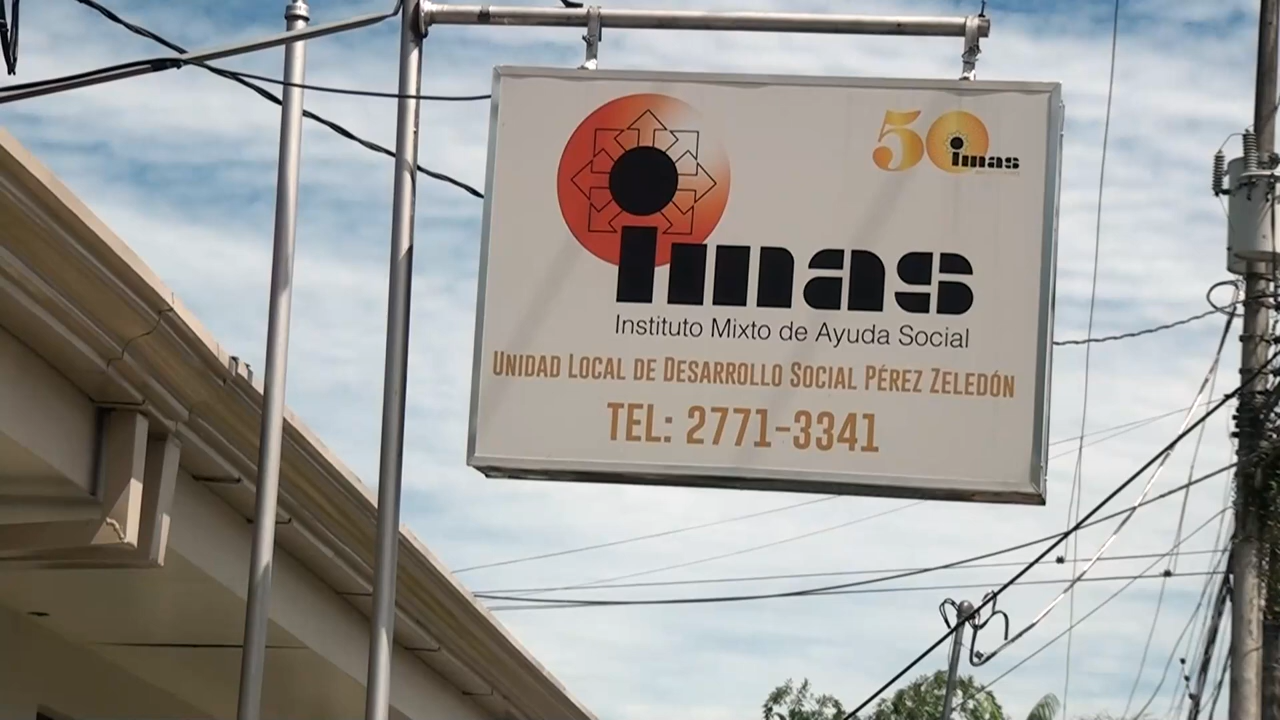 50 imas
imas
Instituto Mixto de Ayuda Social
UNIDAD LOCAL DE DESARROLLO SOCIAL PÉREZ ZELEDÓN
TEL: 2771-3341